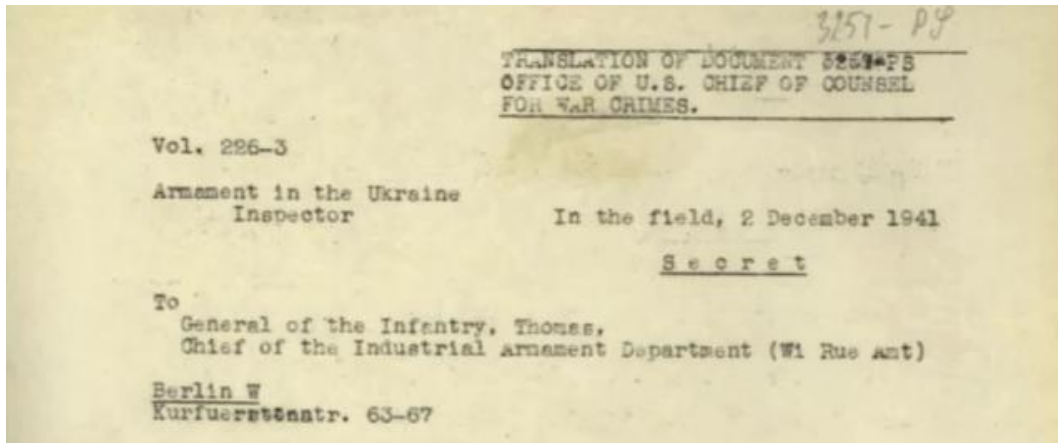 3257-PS
TRANSLATION OF DOCUMENT 3257-PS
OFFICE OF U.S. CHIEF OF COUNSEL
FOR WAR CRIMES.
Vol. 226-3
Armament in the Ukraine
Inspector
In the field, 2 December 1941
Secret
To
General of the Infantry, Thomas,
Chief of the Industrial Armament Department (Wi Rue Amt)
Berlin W
Kurfuerstenstr. 63-67